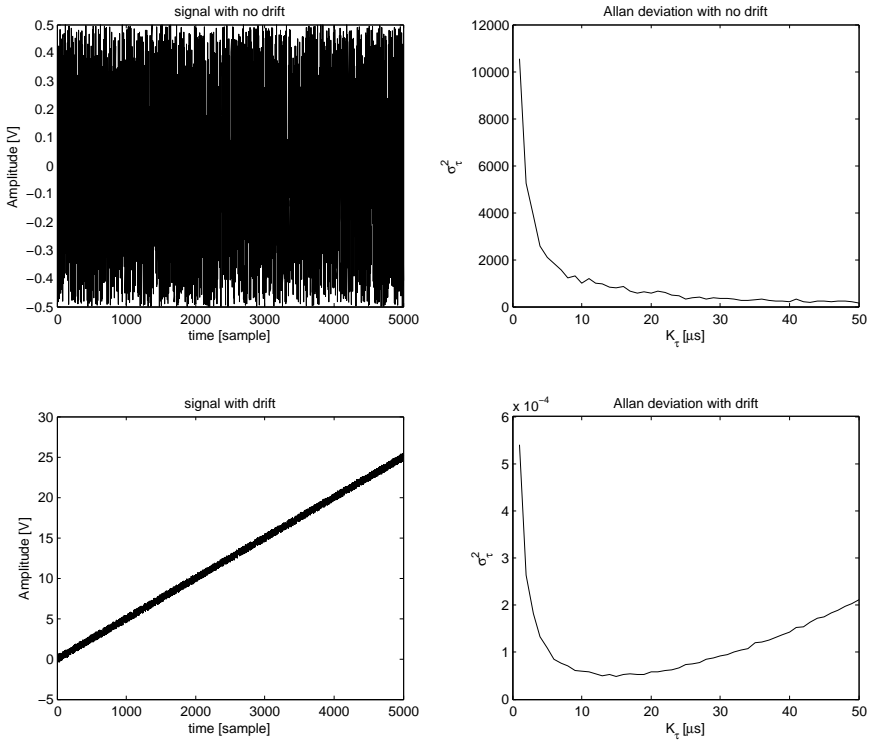 signal with no drift
0.5
0.4
0.3
0.2
0.1
0
−0.1
−0.2
−0.3
−0.4
−0.5
Amplitude [V]
0 1000 2000 3000 4000 5000
time [sample]
Allan deviation with no drift
12000
10000
8000
6000
4000
2000
0
σ²τ
0 10 20 30 40 50
Kτ [μs]
signal with drift
30
25
20
15
10
5
0
−5
Amplitude [V]
0 1000 2000 3000 4000 5000
time [sample]
Allan deviation with drift
x 10⁻⁴
6
5
4
3
2
1
0
σ²τ
0 10 20 30 40 50
Kτ [μs]